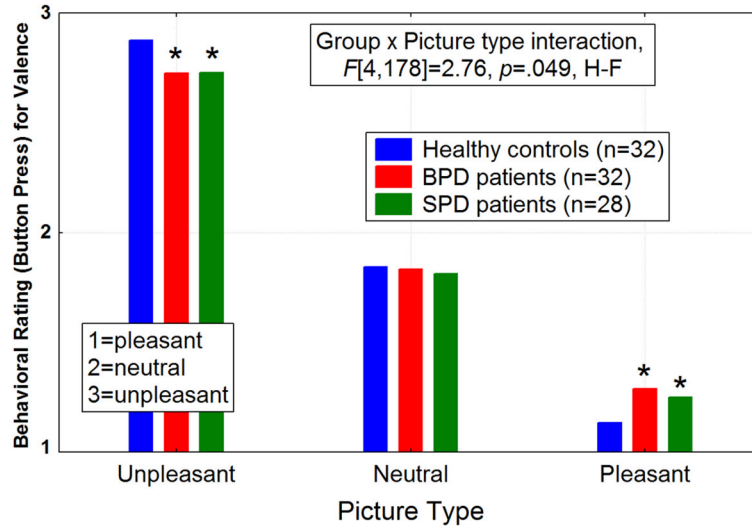 Behavioral Rating (Button Press) for Valence
3
2
1
* *
* *
Group x Picture type interaction,
F[4,178]=2.76, p=.049, H-F
Healthy controls (n=32)
BPD patients (n=32)
SPD patients (n=28)
1=pleasant
2=neutral
3=unpleasant
Unpleasant Neutral Pleasant
Picture Type